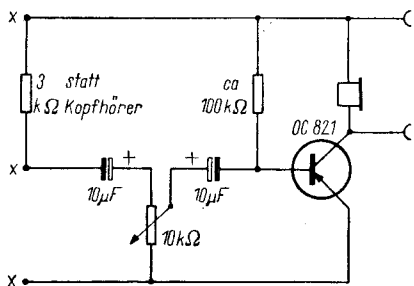 x
3 statt
kΩ Kopfhörer
ca
100kΩ
OC 821
x
+
+
10μF
10μF
10kΩ
x